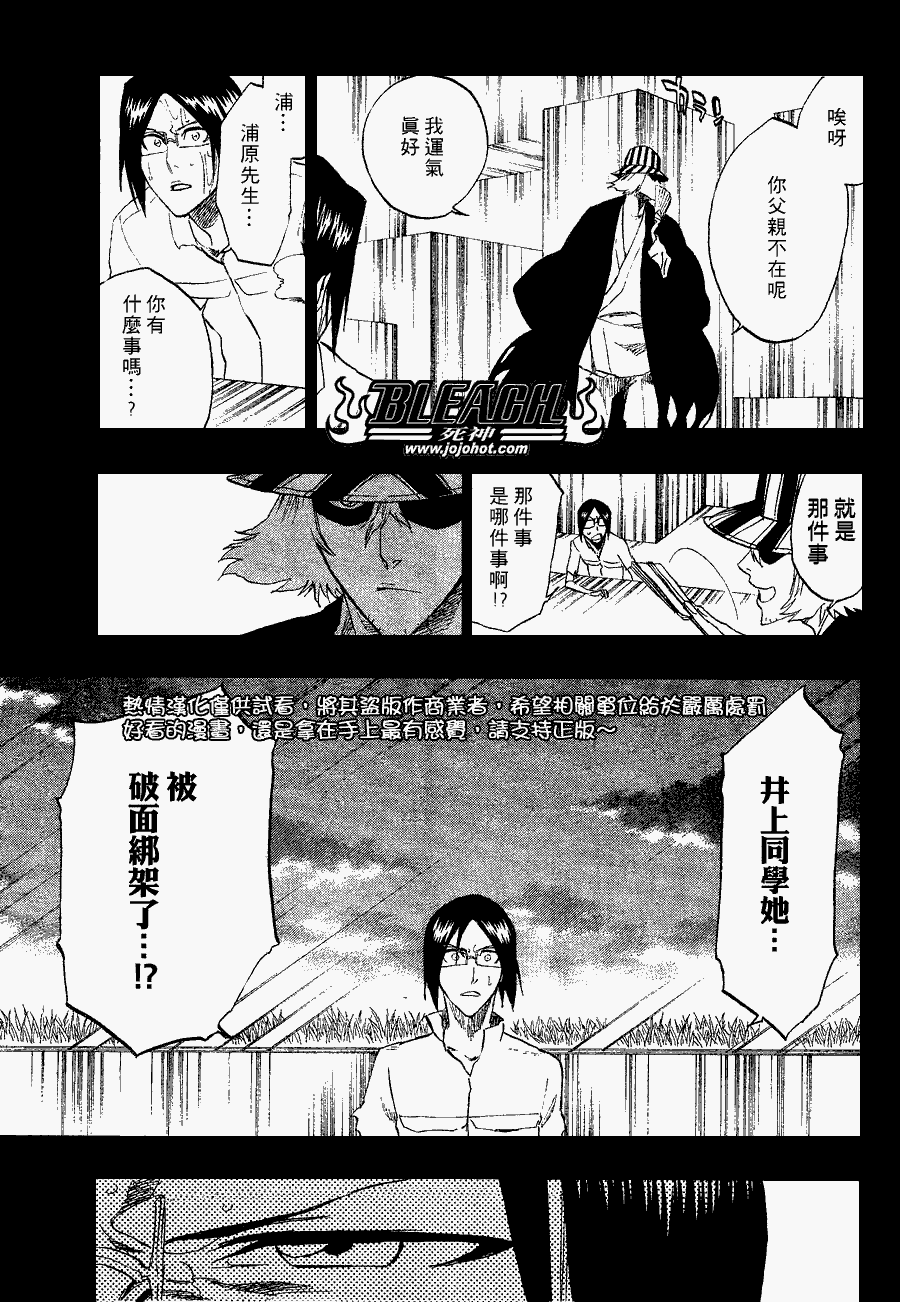 唉呀
你父親不在呢
我運氣
真好
浦…
浦原先生…
你有
什麼事嗎…?
BLEACH
死神
www.jojohot.com
就是
那件事
那件事
是哪件事啊!?
熱情漢化僅供試看，將其盜版作商業者，希望相關單位給於嚴厲處罰
好看的漫畫，還是拿在手上最有感覺，請支持正版～
井上同學她…
被
破面綁架了…!?